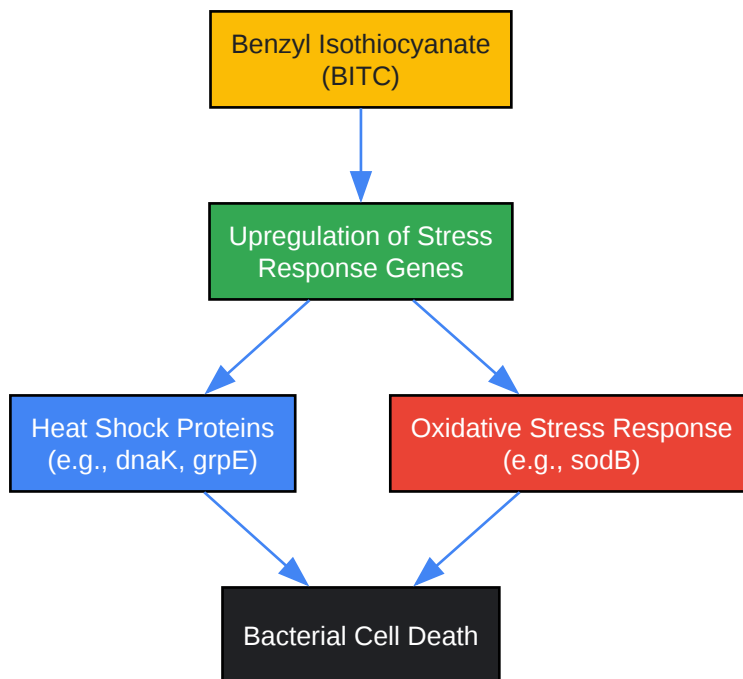 Benzyl Isothiocyanate
(BITC)
Upregulation of Stress
Response Genes
Heat Shock Proteins
(e.g., dnaK, grpE)
Oxidative Stress Response
(e.g., sodB)
Bacterial Cell Death